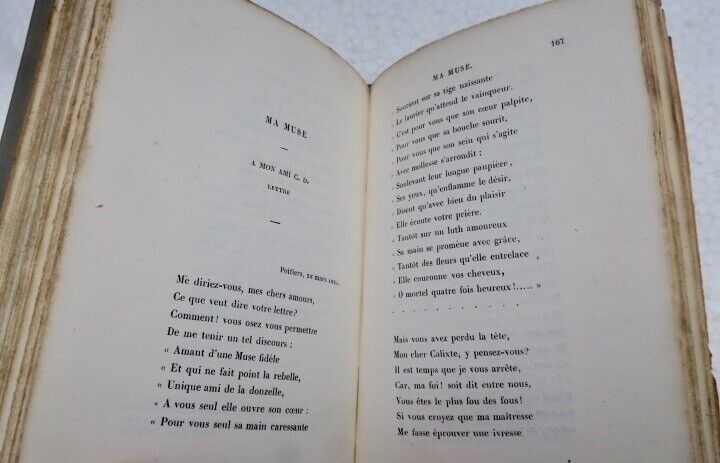 MA MUSE
—
A MON AMI C. D.
LETTRE
—
Poitiers, 28 mars
Me diriez-vous, mes chers amours,
Ce que veut dire votre lettre?
Comment! vous osez vous permettre
De me tenir un tel discours :
« Amant d'une Muse fidèle
« Et qui ne fait point la rebelle,
« Unique ami de la donzelle,
« A vous seul elle ouvre son cœur :
« Pour vous seul sa main caressante
MA MUSE.
167
« Soutient sur sa tige naissante
« Le laurier qu'attend le vainqueur.
« C'est pour vous que son cœur palpite,
« Pour vous que sa bouche sourit,
« Pour vous que son sein qui s'agite
« Avec mollesse s'arrondit ;
« Soulevant leur longue paupière,
« Ses yeux, qu'enflamme le désir,
« Disent qu'avec bien du plaisir
« Elle écoute votre prière.
« Tantôt sur un luth amoureux
« Sa main se promène avec grâce,
« Tantôt des fleurs qu'elle entrelace
« Elle couronne vos cheveux,
« O mortel quatre fois heureux!..... »
. . . . . . . . . .
Mais vous avez perdu la tête,
Mon cher Calixte, y pensez-vous?
Il est temps que je vous arrête,
Car, ma foi! soit dit entre nous,
Vous êtes le plus fou des fous!
Si vous croyez que ma maîtresse
Me fasse éprouver une ivresse